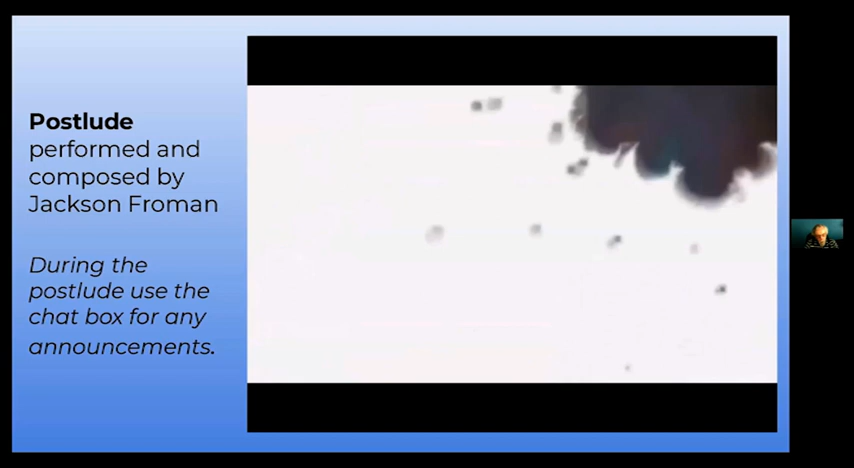 Postlude
performed and
composed by
Jackson Froman
During the
postlude use the
chat box for any
announcements.